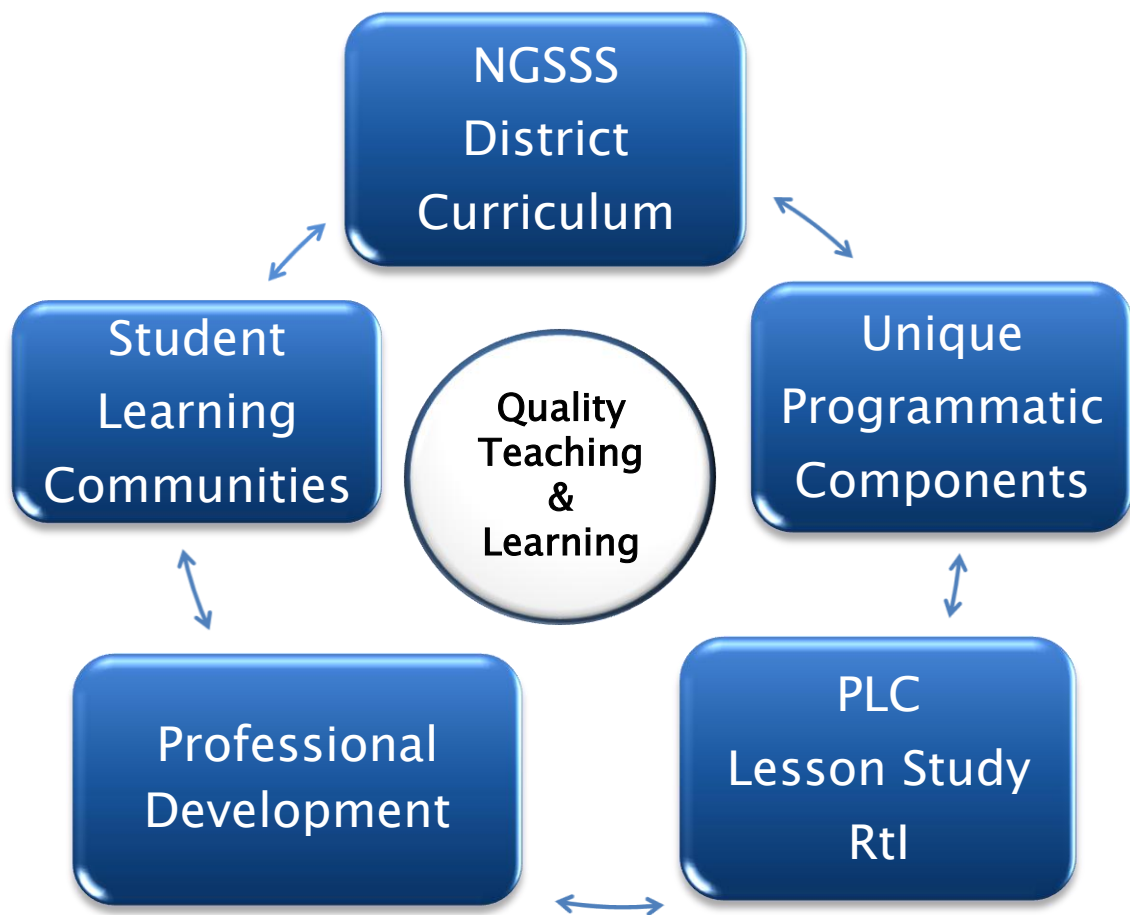 NGSSS
District
Curriculum
Student
Learning
Communities
Unique
Programmatic
Components
Quality
Teaching
&
Learning
Professional
Development
PLC
Lesson Study
RtI